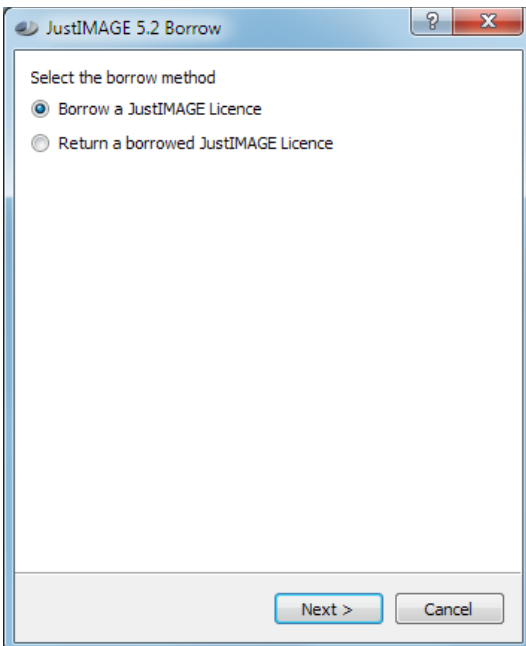 JustIMAGE 5.2 Borrow
Select the borrow method
Borrow a JustIMAGE Licence
Return a borrowed JustIMAGE Licence
Next >
Cancel